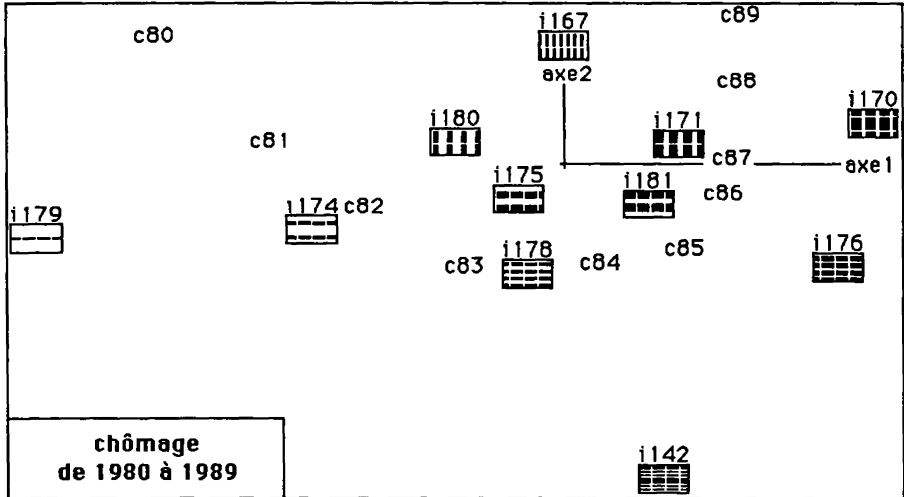 c89
c80
i167
axe2
c88
i170
i180
i171
c81
c87
axe1
i175
i181
c86
i179
i174 c82
c85
i176
c83
i178
c84
chômage
de 1980 à 1989
i142